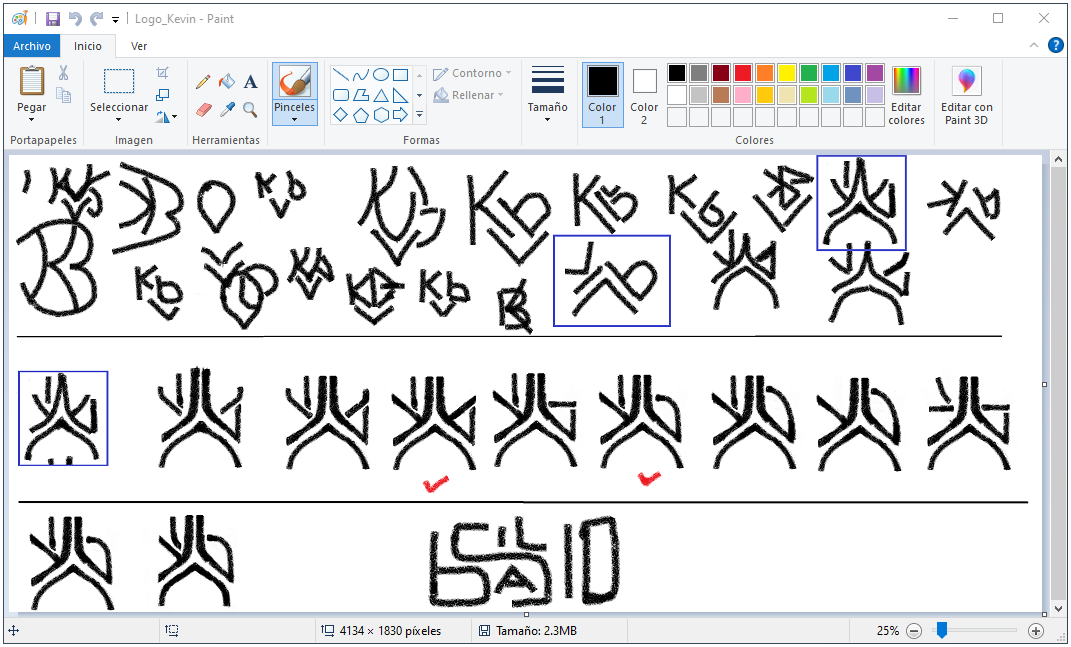 Logo_Kevin - Paint
Archivo Inicio Ver
Pegar Seleccionar A Pinceles Contorno Rellenar Tamaño Color 1 Color 2 Editar colores Editar con Paint 3D
Portapapeles Imagen Herramientas Formas Colores
Kb
Kb
Kb
Kb
Kb
Kb
4134 × 1830 píxeles Tamaño: 2.3MB 25%